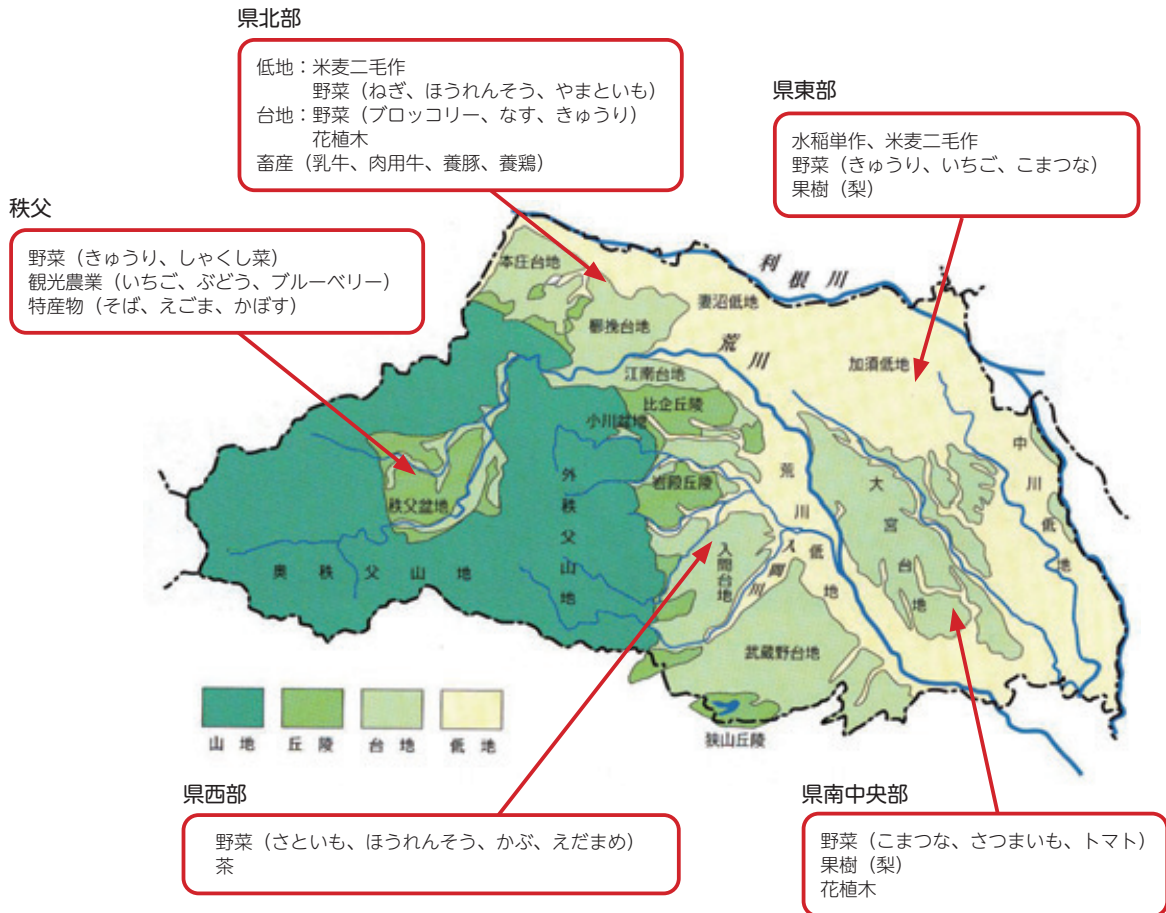 県北部
低地：米麦二毛作
野菜（ねぎ、ほうれんそう、やまといも）
台地：野菜（ブロッコリー、なす、きゅうり）
花植木
畜産（乳牛、肉用牛、養豚、養鶏）
県東部
水稲単作、米麦二毛作
野菜（きゅうり、いちご、こまつな）
果樹（梨）
秩父
野菜（きゅうり、しゃくし菜）
観光農業（いちご、ぶどう、ブルーベリー）
特産物（そば、えごま、かぼす）
本庄台地
利根川
妻沼低地
櫛挽台地
荒川
加須低地
江南台地
比企丘陵
小川盆地
中川低地
荒川低地
大宮台地
岩殿丘陵
秩父盆地
外秩父山地
入間台地
入間川
奥秩父山地
武蔵野台地
狭山丘陵
山地
丘陵
台地
低地
県西部
野菜（さといも、ほうれんそう、かぶ、えだまめ）
茶
県南中央部
野菜（こまつな、さつまいも、トマト）
果樹（梨）
花植木